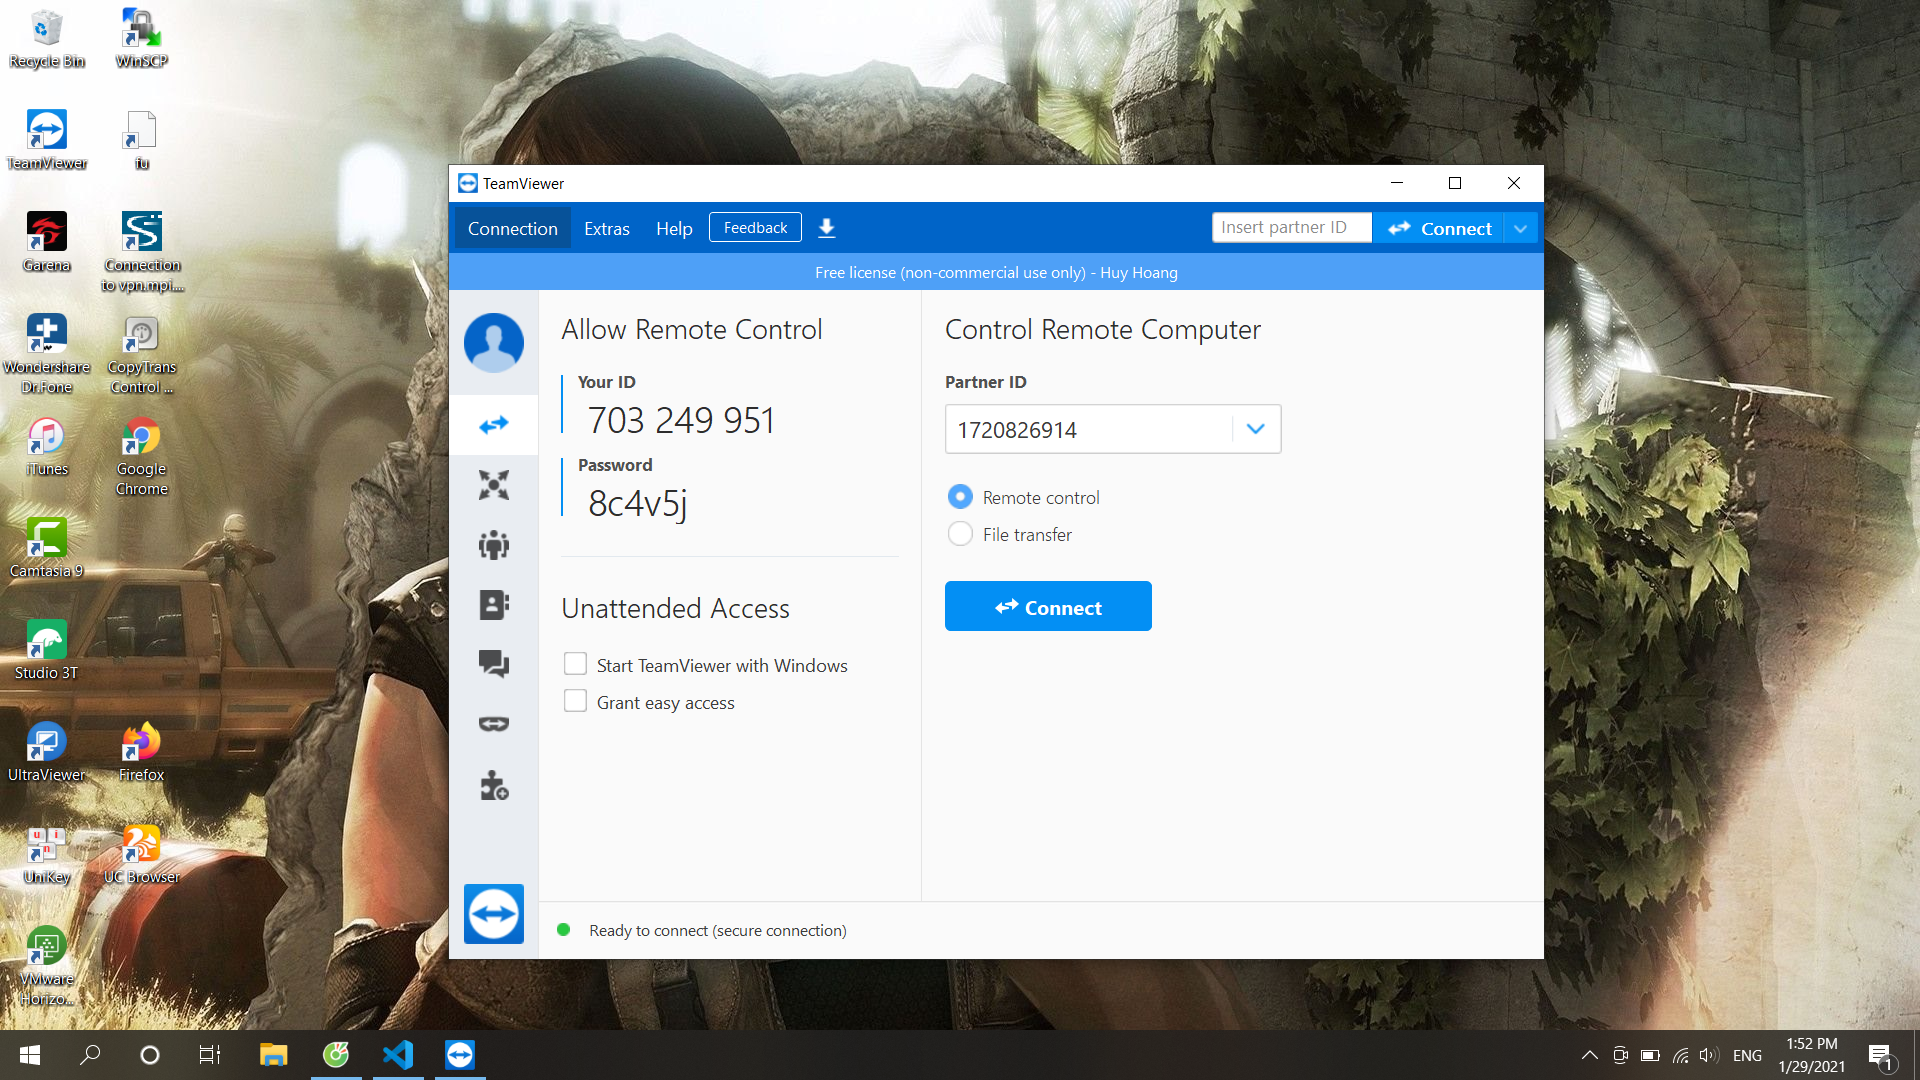 Recycle Bin
WinSCP
TeamViewer
fu
Garena
Connection
to vpn.mpi....
Wondershare
Dr.Fone
CopyTrans
Control ...
iTunes
Google
Chrome
Camtasia 9
Studio 3T
UltraViewer
Firefox
UniKey
UC Browser
VMware
Horizo...
TeamViewer
Connection
Extras
Help
Feedback
Insert partner ID
Connect
Free license (non-commercial use only) - Huy Hoang
Allow Remote Control
Your ID
703 249 951
Password
8c4v5j
Unattended Access
Start TeamViewer with Windows
Grant easy access
Control Remote Computer
Partner ID
1720826914
Remote control
File transfer
Connect
Ready to connect (secure connection)
ENG
1:52 PM
1/29/2021
1